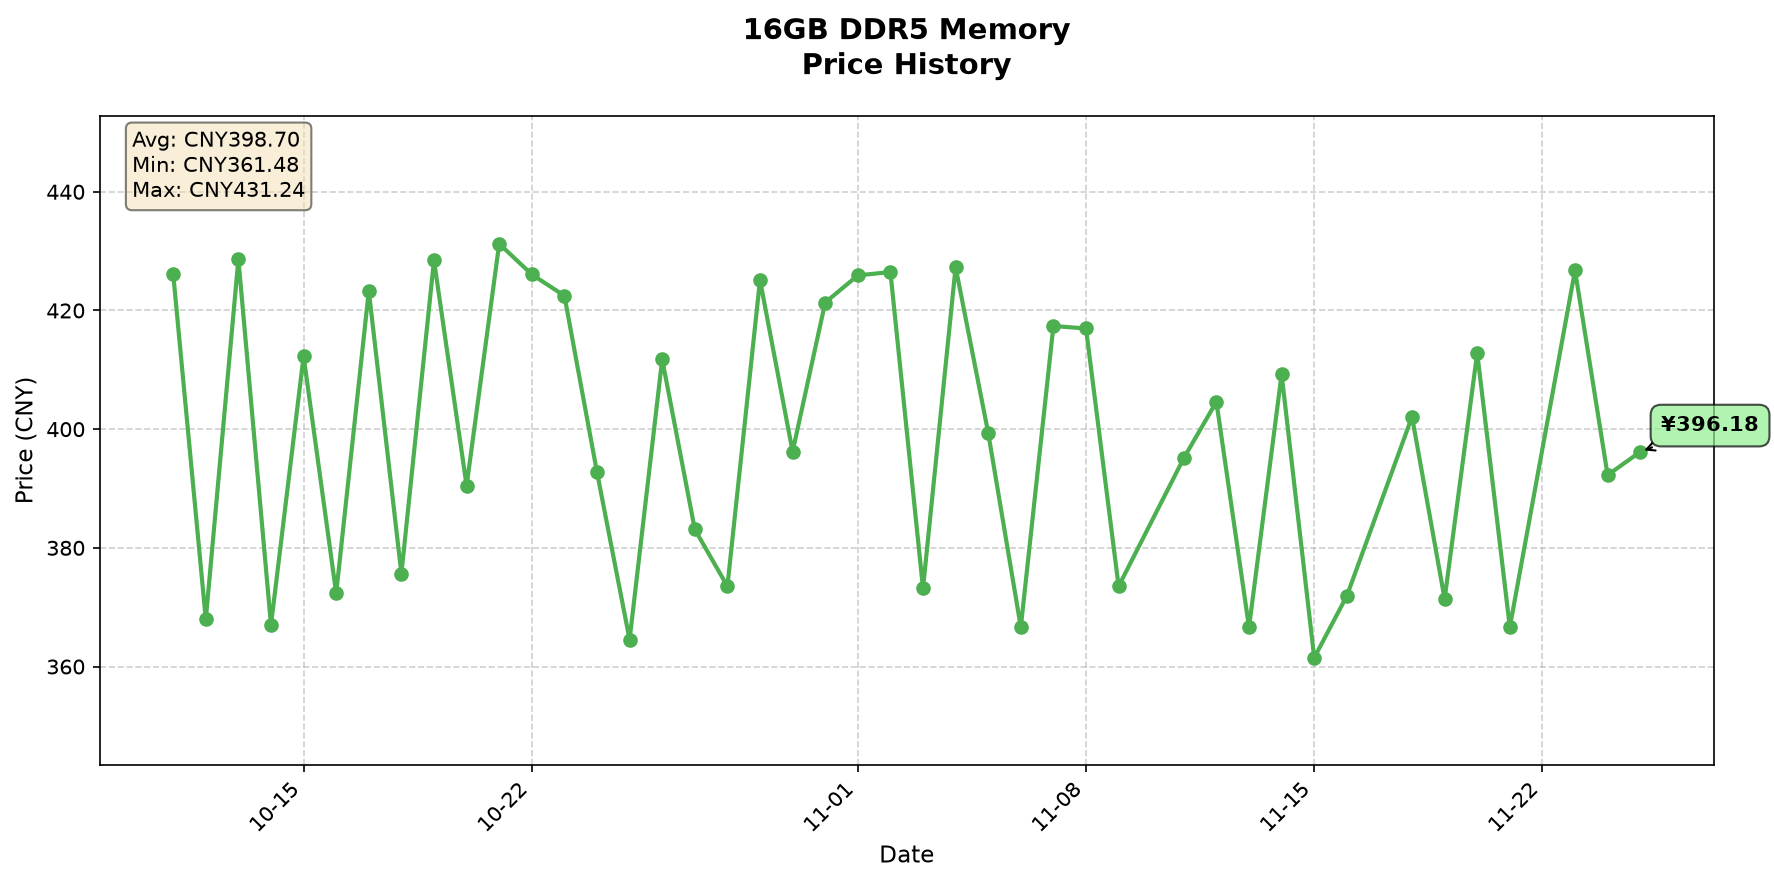 16GB DDR5 Memory
Price History
Avg: CNY398.70
Min: CNY361.48
Max: CNY431.24
Price (CNY)
440
420
400
380
360
¥396.18
10-15
10-22
11-01
11-08
11-15
11-22
Date